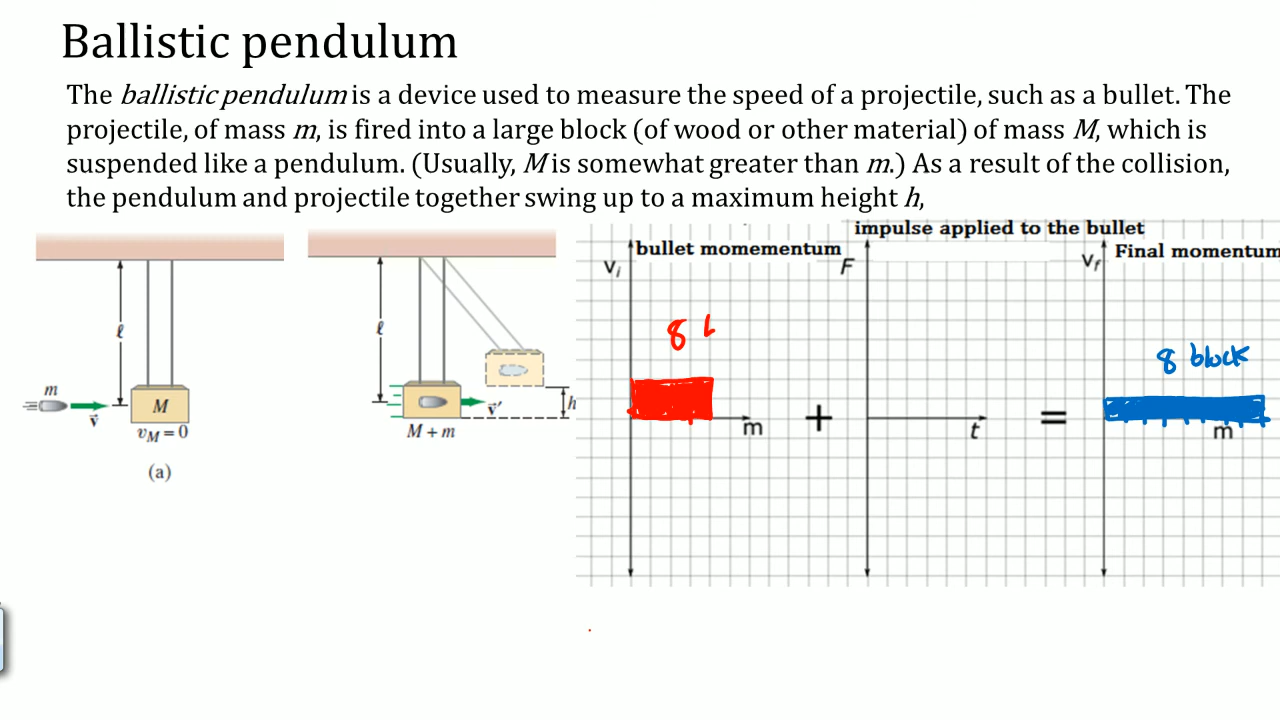 Ballistic pendulum
The ballistic pendulum is a device used to measure the speed of a projectile, such as a bullet. The
projectile, of mass m, is fired into a large block (of wood or other material) of mass M, which is
suspended like a pendulum. (Usually, M is somewhat greater than m.) As a result of the collision,
the pendulum and projectile together swing up to a maximum height h,
ℓ
m
v⃗
M
v_M = 0
(a)
ℓ
v⃗′
h
M + m
bullet momementum
v_i
8
m
+
impulse applied to the bullet
F
t
=
Final momentum
v_f
8 block
m